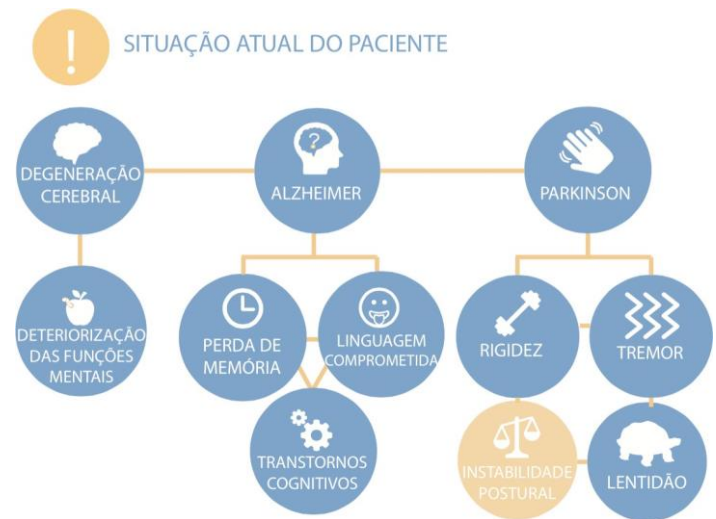 !
SITUAÇÃO ATUAL DO PACIENTE
DEGENERAÇÃO
CEREBRAL
?
ALZHEIMER
PARKINSON
DETERIORIZAÇÃO
DAS FUNÇÕES
MENTAIS
PERDA DE
MEMÓRIA
LINGUAGEM
COMPROMETIDA
RIGIDEZ
TREMOR
TRANSTORNOS
COGNITIVOS
INSTABILIDADE
POSTURAL
LENTIDÃO